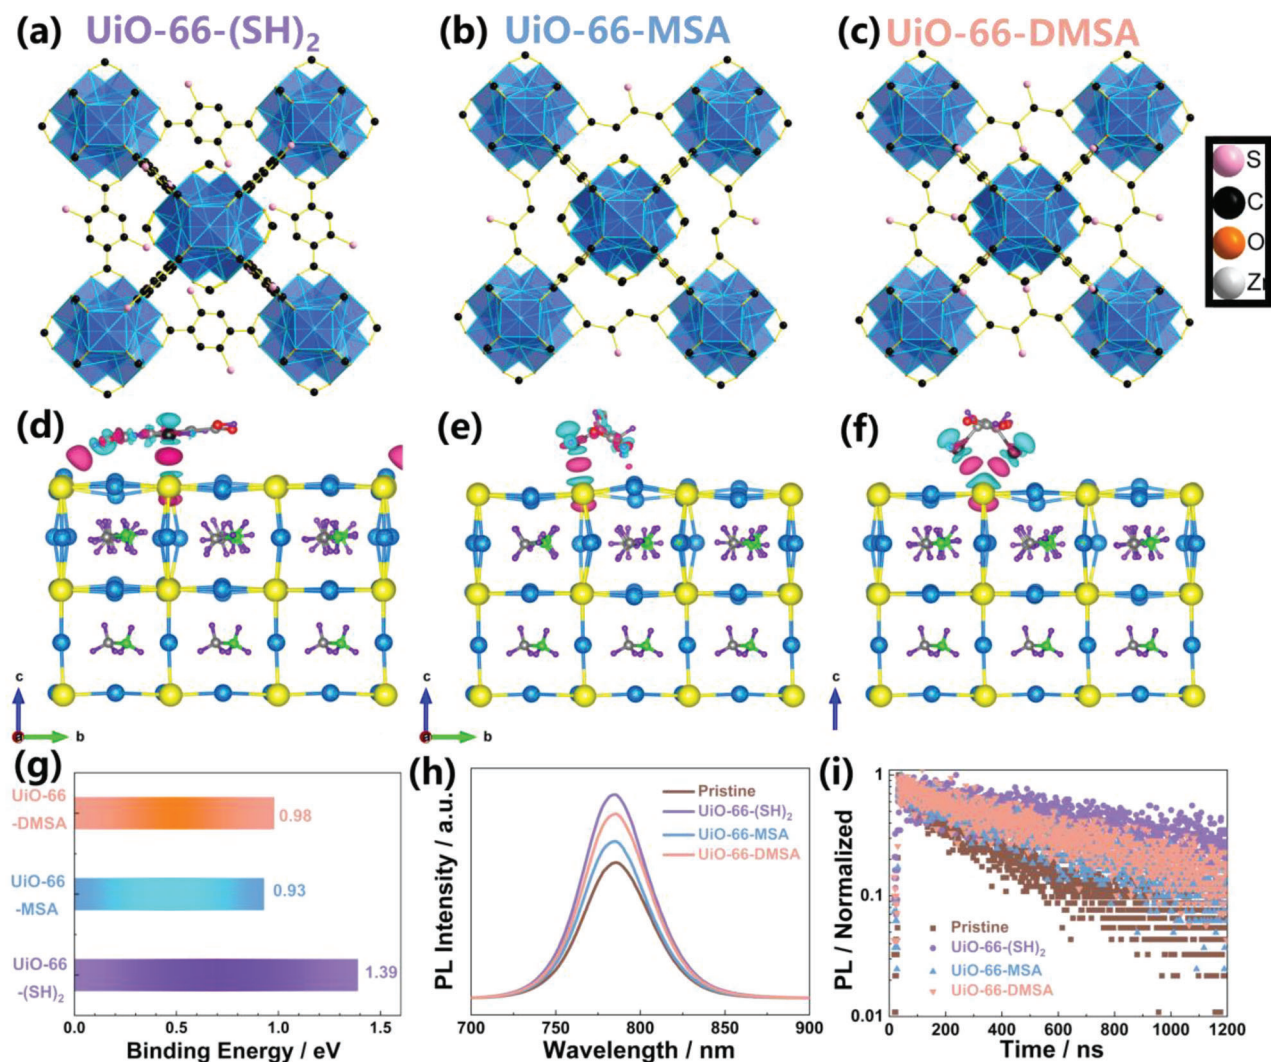 (a) UiO-66-(SH)₂
(b) UiO-66-MSA
(c) UiO-66-DMSA
S
C
O
Zr
(d)
(e)
(f)
c
a b
c
a b
c
(g)
UiO-66
-DMSA
0.98
UiO-66
-MSA
0.93
UiO-66
-(SH)₂
1.39
0.0 0.5 1.0 1.5
Binding Energy / eV
(h)
PL Intensity / a.u.
Pristine
UiO-66-(SH)₂
UiO-66-MSA
UiO-66-DMSA
700 750 800 850 900
Wavelength / nm
(i)
PL / Normalized
1
0.1
0.01
Pristine
UiO-66-(SH)₂
UiO-66-MSA
UiO-66-DMSA
0 200 400 600 800 1000 1200
Time / ns